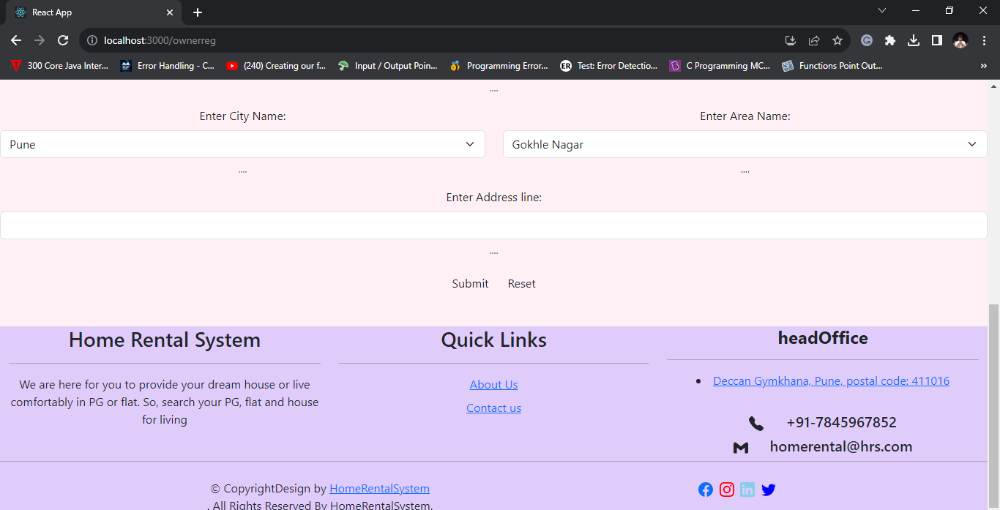 React App
localhost:3000/ownerreg
300 Core Java Inter...
Error Handling - C...
(240) Creating our f...
Input / Output Poin...
Programming Error...
ER
Test: Error Detectio...
C Programming MC...
Functions Point Out...
»
....
Enter City Name:
Enter Area Name:
Pune
Gokhle Nagar
....
....
Enter Address line:
....
Submit
Reset
Home Rental System
Quick Links
headOffice
We are here for you to provide your dream house or live
comfortably in PG or flat. So, search your PG, flat and house
for living
About Us
Contact us
Deccan Gymkhana, Pune, postal code: 411016
+91-7845967852
homerental@hrs.com
© CopyrightDesign by HomeRentalSystem
. All Rights Reserved By HomeRentalSystem.